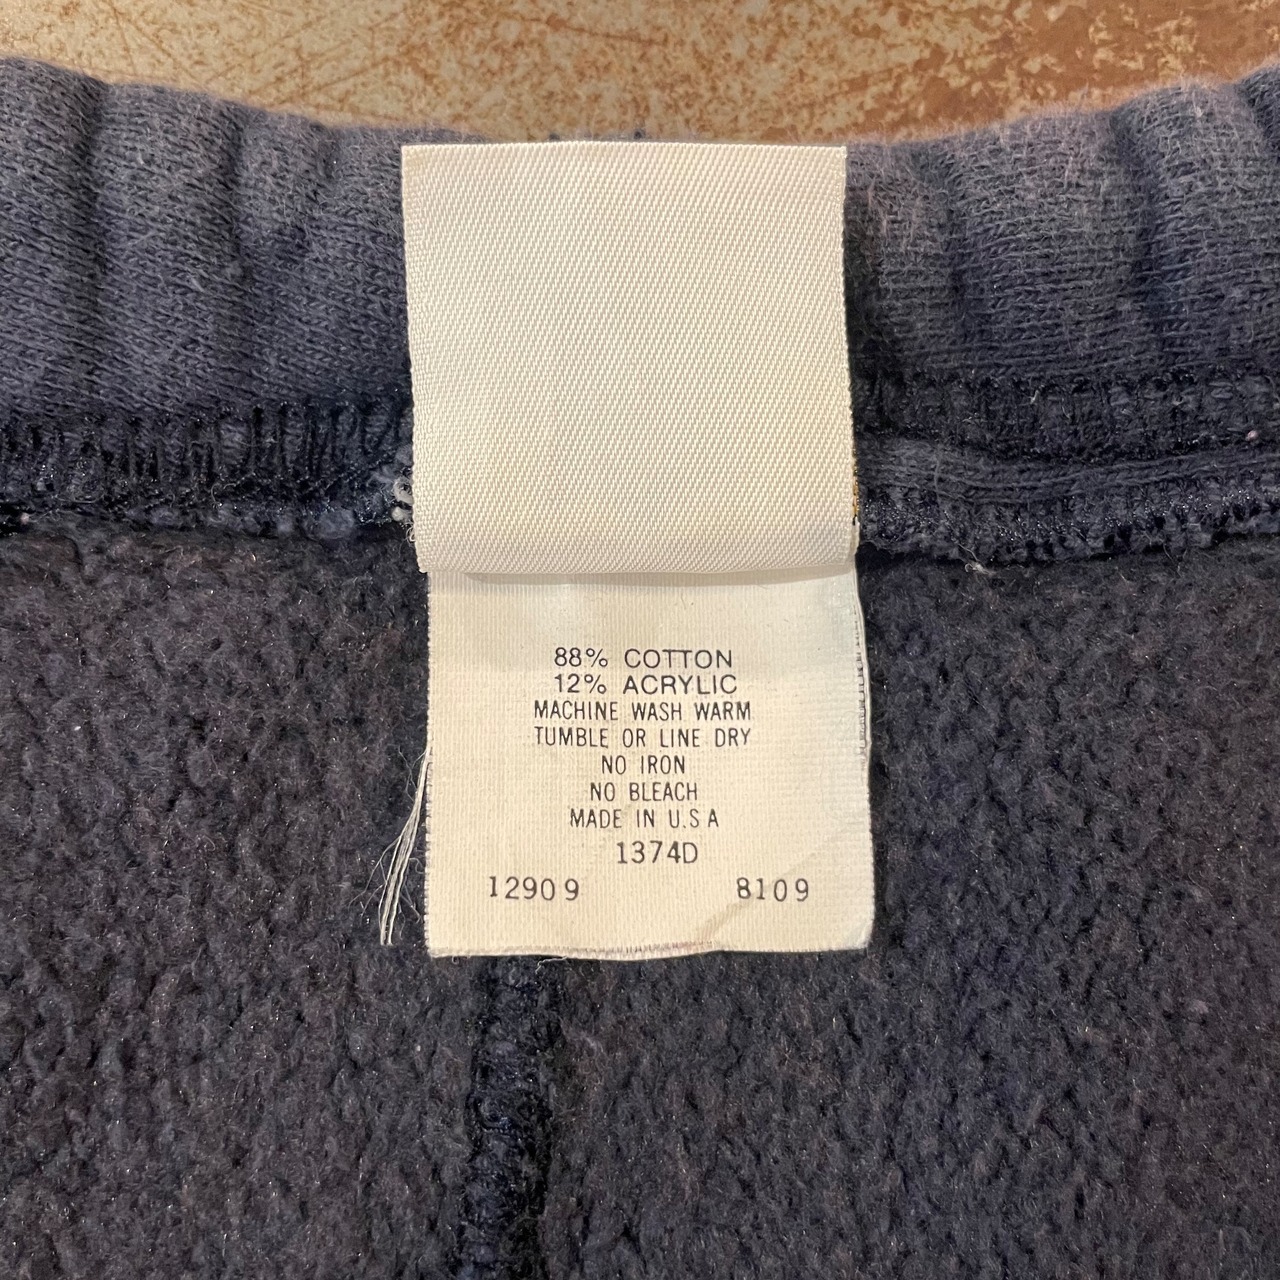 88% COTTON
12% ACRYLIC
MACHINE WASH WARM
TUMBLE OR LINE DRY
NO IRON
NO BLEACH
MADE IN U.S A
1374D
12909 8109